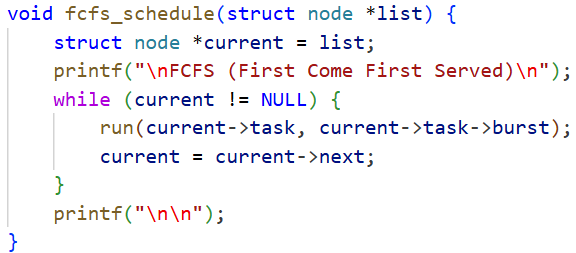 void fcfs_schedule(struct node *list) {
    struct node *current = list;
    printf("\nFCFS (First Come First Served)\n");
    while (current != NULL) {
        run(current->task, current->task->burst);
        current = current->next;
    }
    printf("\n\n");
}